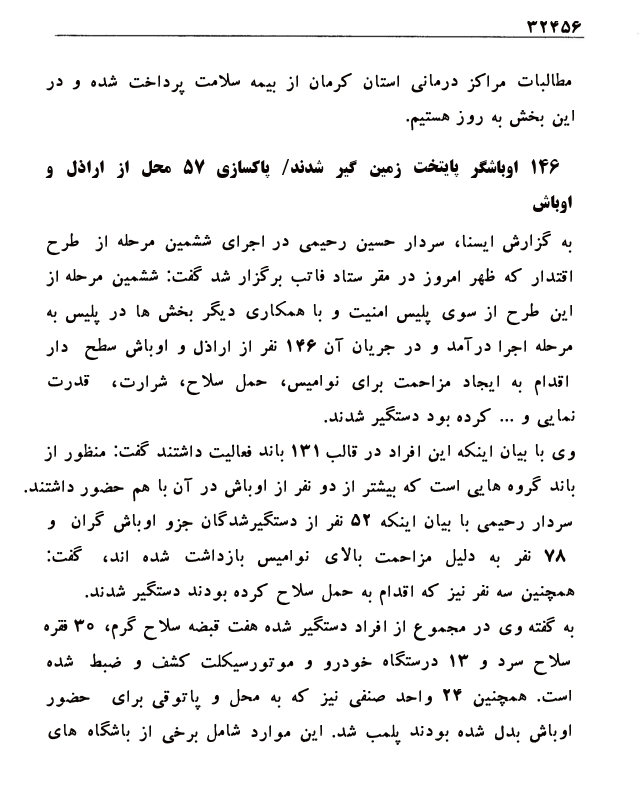 ۳۲۴۵۶
مطالبات مراکز درمانی استان کرمان از بیمه سلامت پرداخت شده و در
این بخش به روز هستیم.
۱۴۶ اوباشگر پایتخت زمین گیر شدند/ پاکسازی ۵۷ محل از اراذل و
اوباش
به گزارش ایسنا، سردار حسین رحیمی در اجرای ششمین مرحله از طرح
اقتدار که ظهر امروز در مقر ستاد فاتب برگزار شد گفت: ششمین مرحله از
این طرح از سوی پلیس امنیت و با همکاری دیگر بخش ها در پلیس به
مرحله اجرا درآمد و در جریان آن ۱۴۶ نفر از اراذل و اوباش سطح دار
اقدام به ایجاد مزاحمت برای نوامیس، حمل سلاح، شرارت، قدرت
نمایی و ... کرده بود دستگیر شدند.
وی با بیان اینکه این افراد در قالب ۱۳۱ باند فعالیت داشتند گفت: منظور از
باند گروه هایی است که بیشتر از دو نفر از اوباش در آن با هم حضور داشتند.
سردار رحیمی با بیان اینکه ۵۲ نفر از دستگیرشدگان جزو اوباش گران و
۷۸ نفر به دلیل مزاحمت بالای نوامیس بازداشت شده اند، گفت:
همچنین سه نفر نیز که اقدام به حمل سلاح کرده بودند دستگیر شدند.
به گفته وی در مجموع از افراد دستگیر شده هفت قبضه سلاح گرم، ۳۰ فقره
سلاح سرد و ۱۳ درستگاه خودرو و موتورسیکلت کشف و ضبط شده
است. همچنین ۲۴ واحد صنفی نیز که به محل و پاتوقی برای حضور
اوباش بدل شده بودند پلمب شد. این موارد شامل برخی از باشگاه های